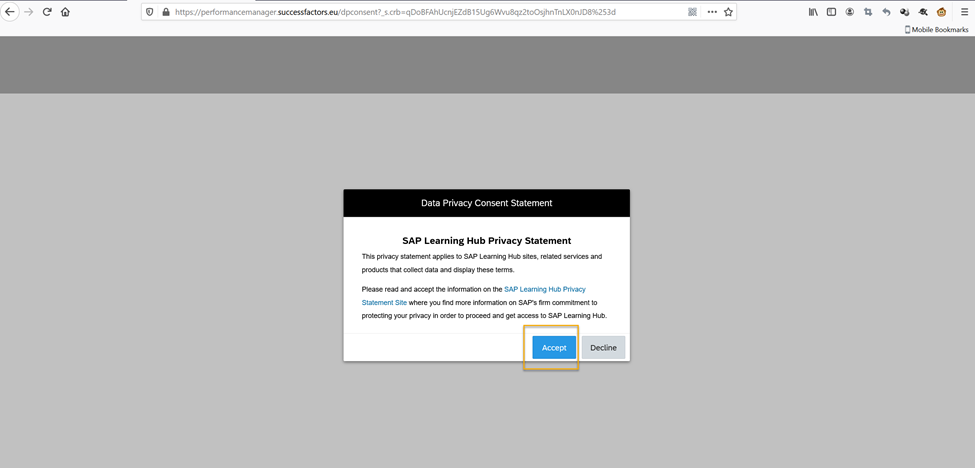 https://performancemanager.successfactors.eu/dpconsent?_s.crb=qDoBFAhUcnjEZdB15Ug6Wvu8qz2toOsjhnTnLX0nJD8%253d
Mobile Bookmarks
Data Privacy Consent Statement
SAP Learning Hub Privacy Statement
This privacy statement applies to SAP Learning Hub sites, related services and
products that collect data and display these terms.
Please read and accept the information on the SAP Learning Hub Privacy
Statement Site where you find more information on SAP's firm commitment to
protecting your privacy in order to proceed and get access to SAP Learning Hub.
Accept Decline